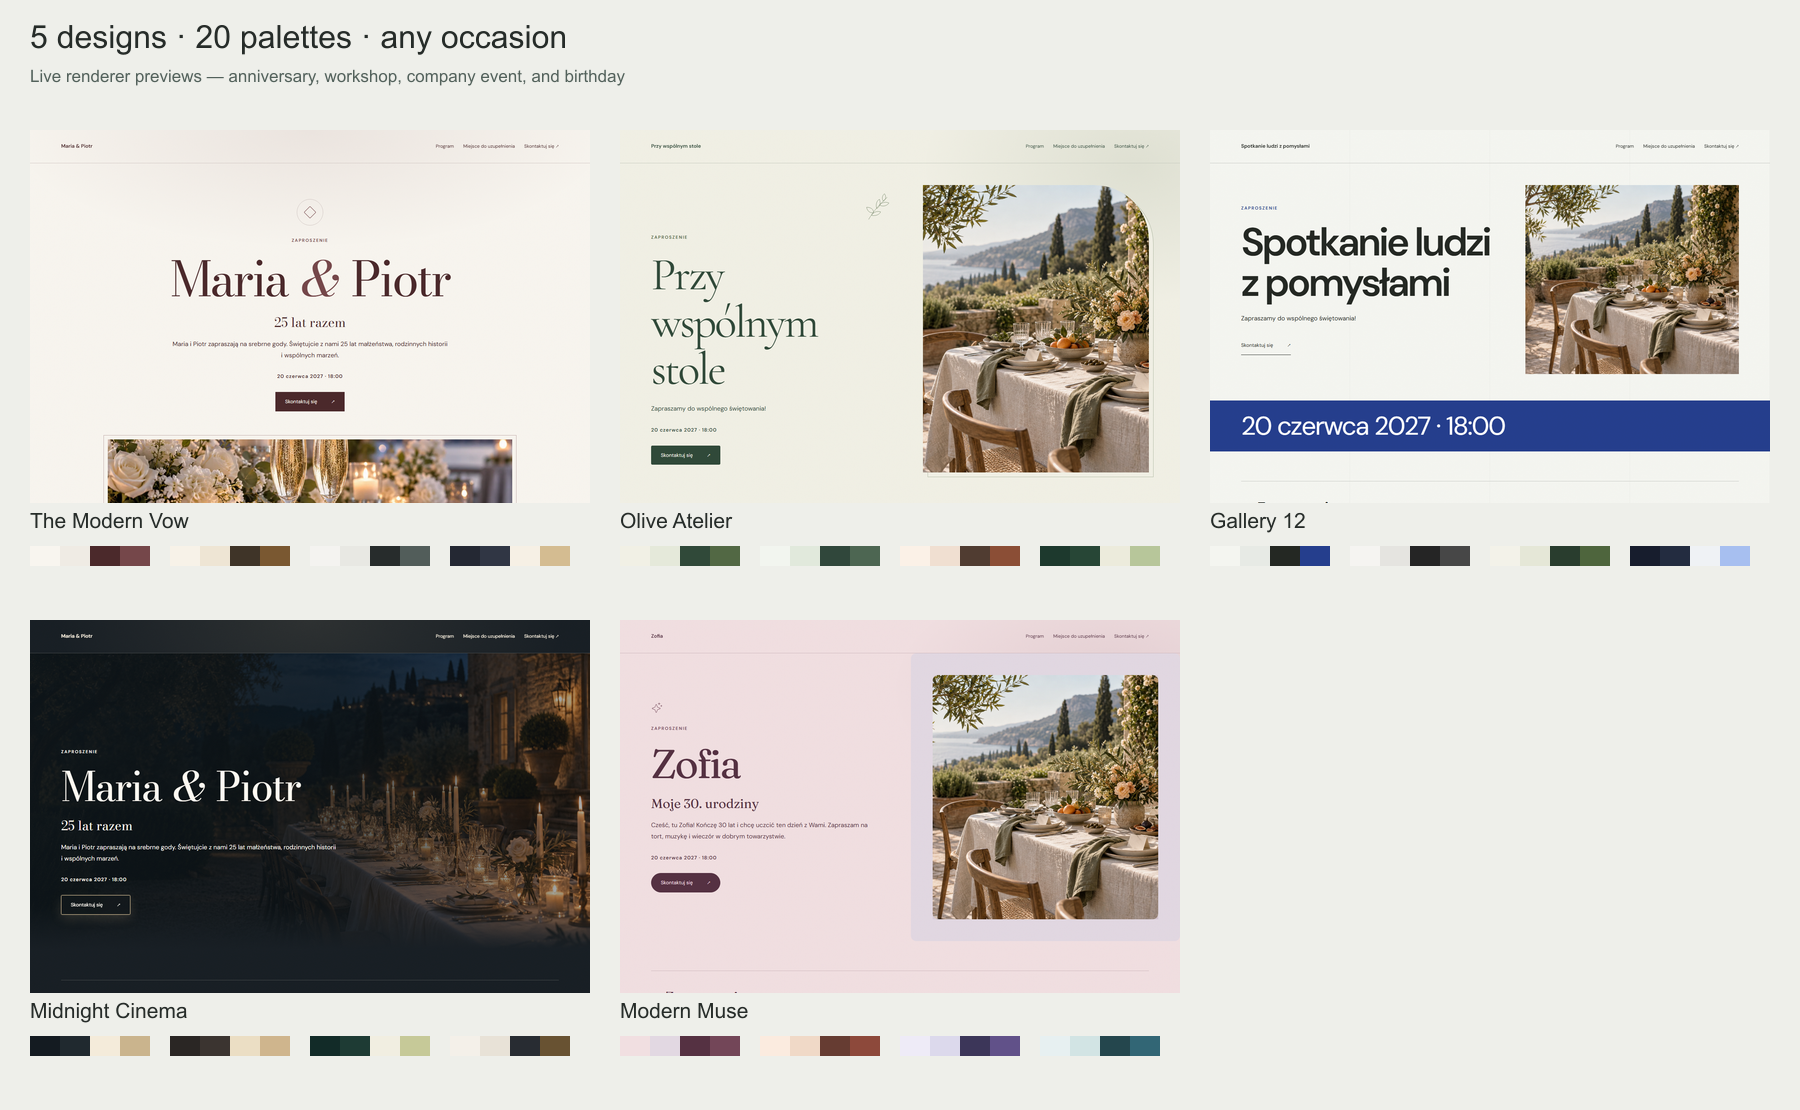 5 designs · 20 palettes · any occasion
Live renderer previews — anniversary, workshop, company event, and birthday
Maria & Piotr
Program Miejsce do uzupełnienia Skontaktuj się ↗
ZAPROSZENIE
Maria & Piotr
25 lat razem
Maria i Piotr zapraszają na srebrne gody. Świętujcie z nami 25 lat małżeństwa, rodzinnych historii
i wspólnych marzeń.
20 czerwca 2027 · 18:00
Skontaktuj się ↗
The Modern Vow
Przy wspólnym stole
Program Miejsce do uzupełnienia Skontaktuj się ↗
ZAPROSZENIE
Przy
wspólnym
stole
Zapraszamy do wspólnego świętowania!
20 czerwca 2027 · 18:00
Skontaktuj się ↗
Olive Atelier
Spotkanie ludzi z pomysłami
Program Miejsce do uzupełnienia Skontaktuj się ↗
ZAPROSZENIE
Spotkanie ludzi
z pomysłami
Zapraszamy do wspólnego świętowania!
Skontaktuj się ↗
20 czerwca 2027 · 18:00
Gallery 12
Maria & Piotr
Program Miejsce do uzupełnienia Skontaktuj się ↗
ZAPROSZENIE
Maria & Piotr
25 lat razem
Maria i Piotr zapraszają na srebrne gody. Świętujcie z nami 25 lat małżeństwa, rodzinnych historii
i wspólnych marzeń.
20 czerwca 2027 · 18:00
Skontaktuj się ↗
Midnight Cinema
Zofia
Program Miejsce do uzupełnienia Skontaktuj się ↗
ZAPROSZENIE
Zofia
Moje 30. urodziny
Cześć, tu Zofia! Kończę 30 lat i chcę uczcić ten dzień z Wami. Zapraszam na
tort, muzykę i wieczór w dobrym towarzystwie.
20 czerwca 2027 · 18:00
Skontaktuj się ↗
Modern Muse